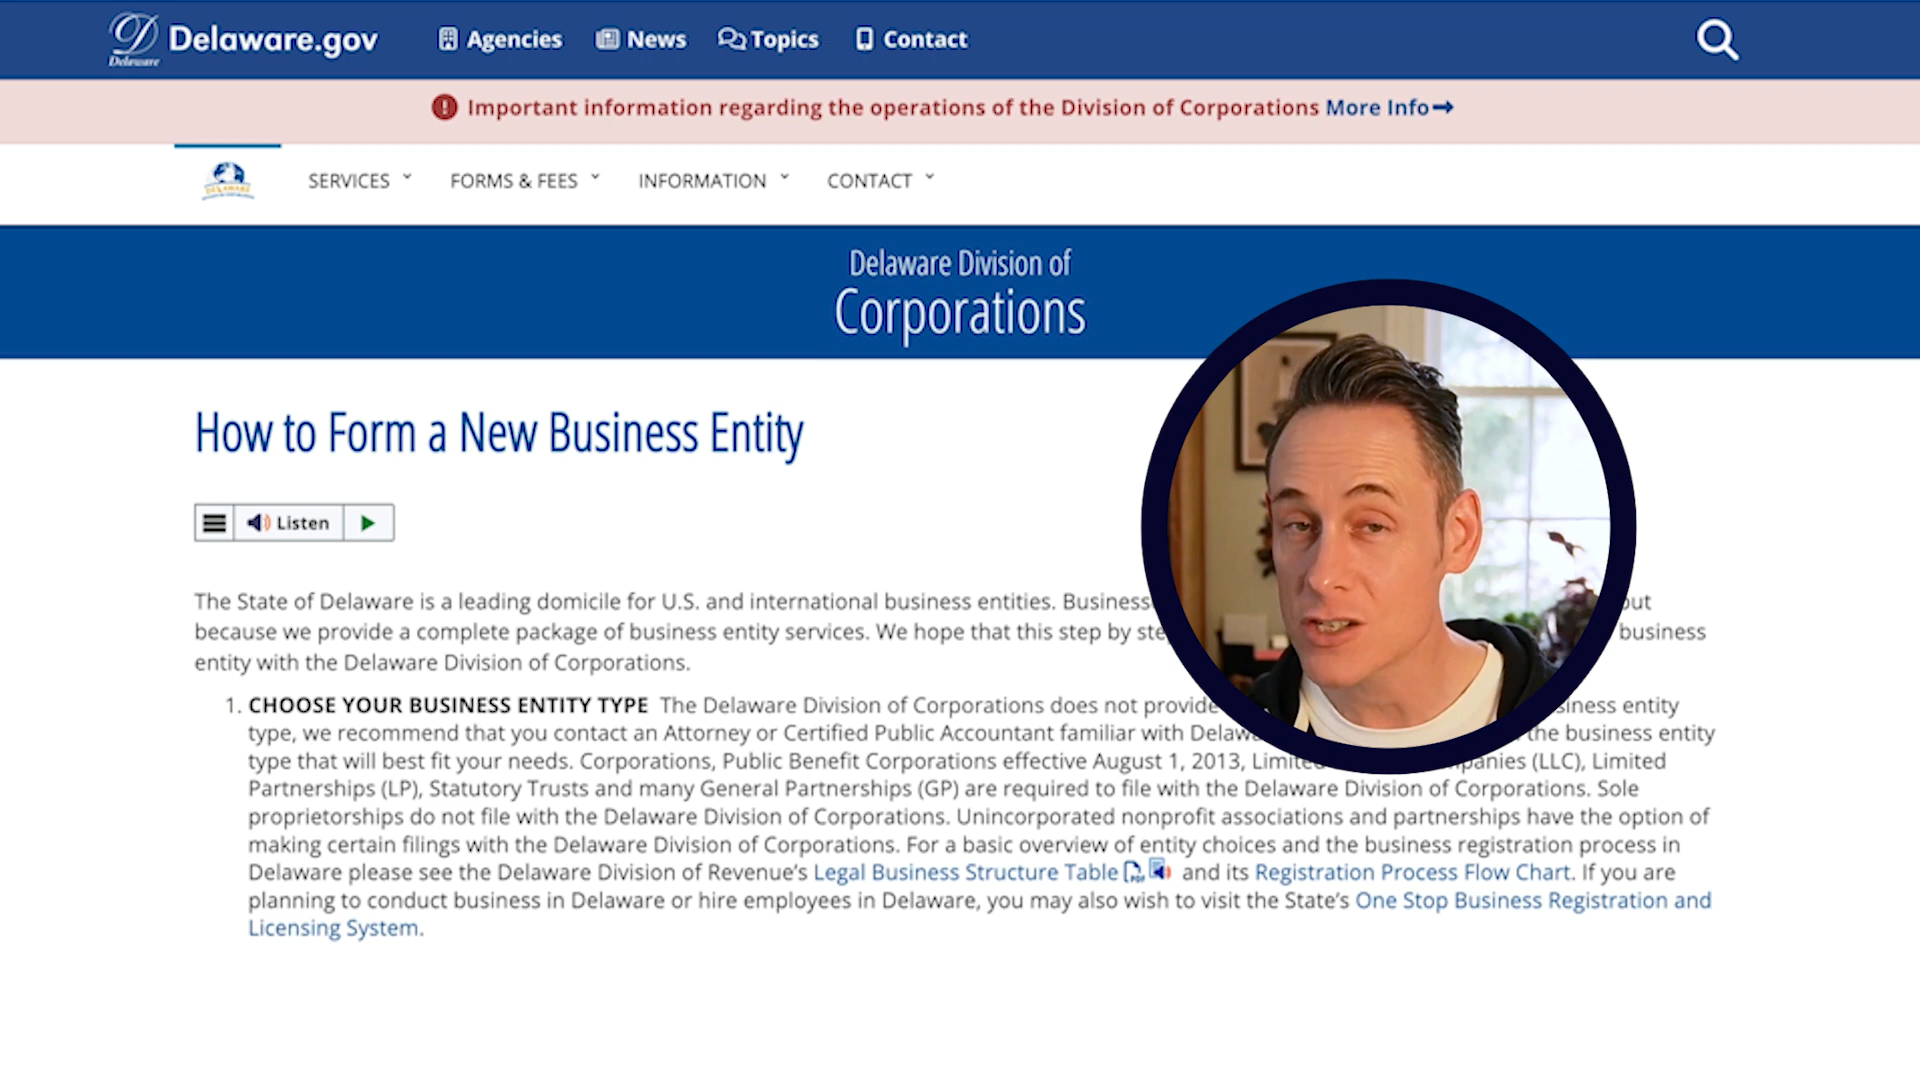 Delaware
Delaware.gov
Agencies
News
Topics
Contact
Important information regarding the operations of the Division of Corporations More Info
SERVICES
FORMS & FEES
INFORMATION
CONTACT
Delaware Division of
Corporations
How to Form a New Business Entity
Listen
The State of Delaware is a leading domicile for U.S. and international business entities. Business out
because we provide a complete package of business entity services. We hope that this step by business
entity with the Delaware Division of Corporations.
1. CHOOSE YOUR BUSINESS ENTITY TYPE The Delaware Division of Corporations does not provide entity
type, we recommend that you contact an Attorney or Certified Public Accountant familiar with the business entity
type that will best fit your needs. Corporations, Public Benefit Corporations effective August 1, 2013, (LLC), Limited
Partnerships (LP), Statutory Trusts and many General Partnerships (GP) are required to file with the Delaware Division of Corporations. Sole
proprietorships do not file with the Delaware Division of Corporations. Unincorporated nonprofit associations and partnerships have the option of
making certain filings with the Delaware Division of Corporations. For a basic overview of entity choices and the business registration process in
Delaware please see the Delaware Division of Revenue's Legal Business Structure Table and its Registration Process Flow Chart. If you are
planning to conduct business in Delaware or hire employees in Delaware, you may also wish to visit the State's One Stop Business Registration and
Licensing System.